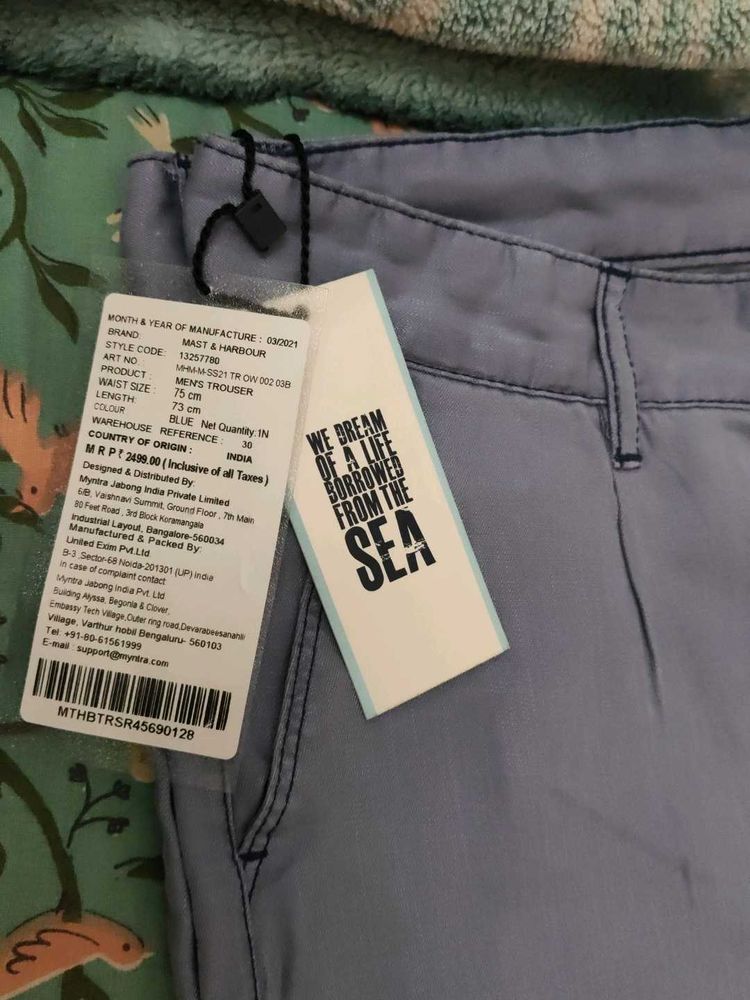 MONTH & YEAR OF MANUFACTURE : 03/2021
BRAND: MAST & HARBOUR
STYLE CODE: 13257780
ART NO : MHM-M-SS21 TR OW 002 03B
PRODUCT : MEN'S TROUSER
WAIST SIZE : 75 cm
LENGTH: 73 cm
COLOUR BLUE Net Quantity:1N
WAREHOUSE REFERENCE : 30
COUNTRY OF ORIGIN : INDIA
M R P ₹ 2499.00 ( Inclusive of all Taxes )
Designed & Distributed By:
Myntra Jabong India Private Limited
6/B, Vaishnavi Summit, Ground Floor , 7th Main
80 Feet Road , 3rd Block Koramangala
Industrial Layout, Bangalore-560034
Manufactured & Packed By:
United Exim Pvt.Ltd.
B-3 ,Sector-68 Noida-201301 (UP) India
In case of complaint contact
Myntra Jabong India Pvt. Ltd
Building Alyssa, Begonia & Clover,
Embassy Tech Village,Outer ring road,Devarabeesanahlli
Village, Varthur hobli Bengaluru- 560103
Tel. +91-80-61561999
E-mail : support@myntra.com
MTHBTRSR45690128
WE DREAM
OF A LIFE
BORROWED
FROM THE
SEA